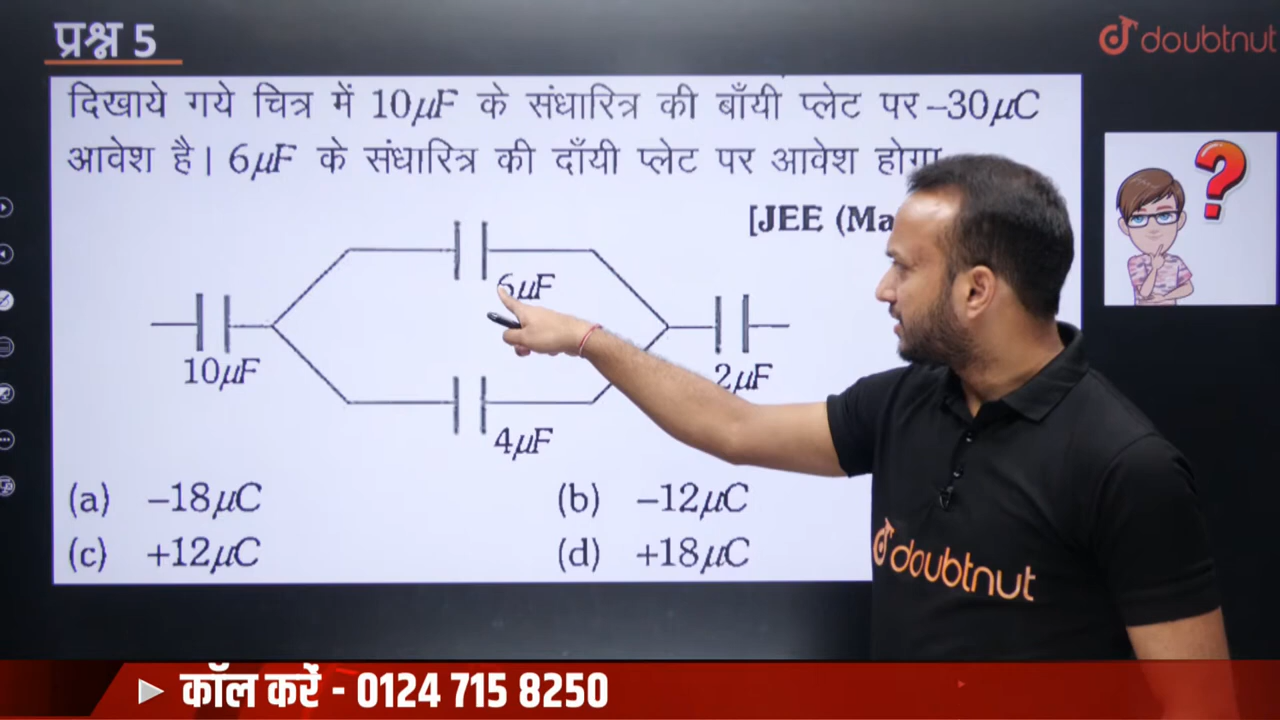 प्रश्न 5
doubtnut
दिखाये गये चित्र में 10μF के संधारित्र की बाँयी प्लेट पर –30μC
आवेश है। 6μF के संधारित्र की दाँयी प्लेट पर आवेश होगा
[JEE (Ma
6μF
10μF
2μF
4μF
(a) –18μC (b) –12μC
(c) +12μC (d) +18μC
doubtnut
कॉल करें - 0124 715 8250